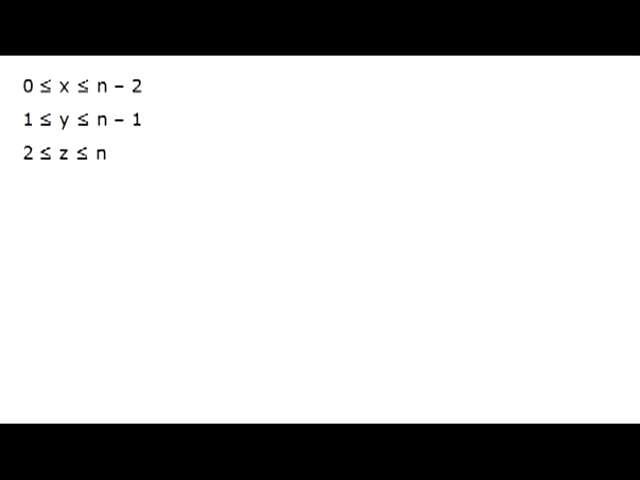 0 ≤ x ≤ n – 2
1 ≤ y ≤ n – 1
2 ≤ z ≤ n